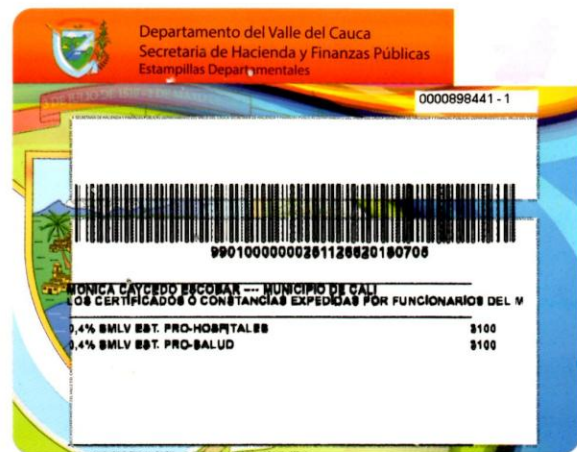 Departamento del Valle del Cauca
Secretaria de Hacienda y Finanzas Públicas
Estampillas Departamentales
0000898441 - 1
MONICA CAYCEDO ESCOBAR --- MUNICIPIO DE CALI
LOS CERTIFICADOS O CONSTANCIAS EXPEDIDAS POR FUNCIONARIOS DEL M
0,4% SMLV EST. PRO-HOSPITALES 3100
0,4% SMLV EST. PRO-SALUD 3100